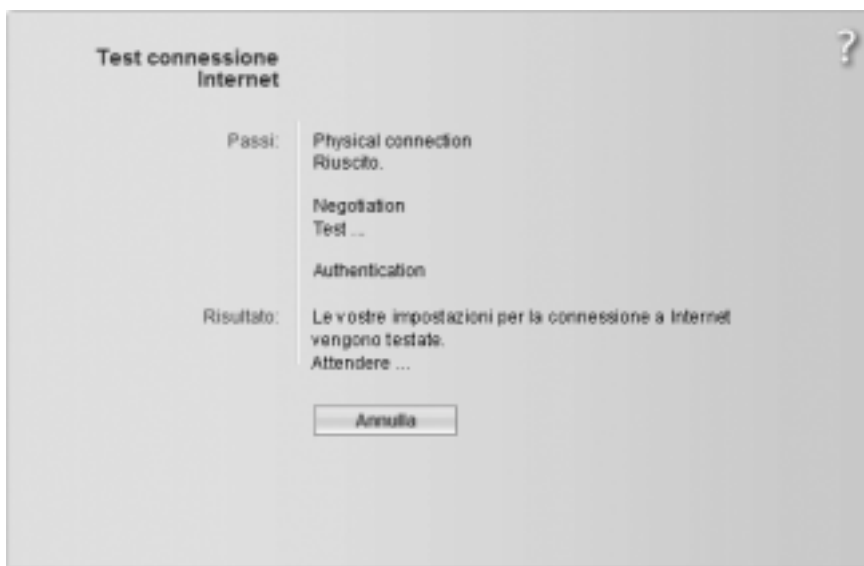 Test connessione
Internet
?
Passi:
Physical connection
Riuscito.
Negotiation
Test ...
Authentication
Risultato:
Le vostre impostazioni per la connessione a Internet
vengono testate.
Attendere ...
Annulla